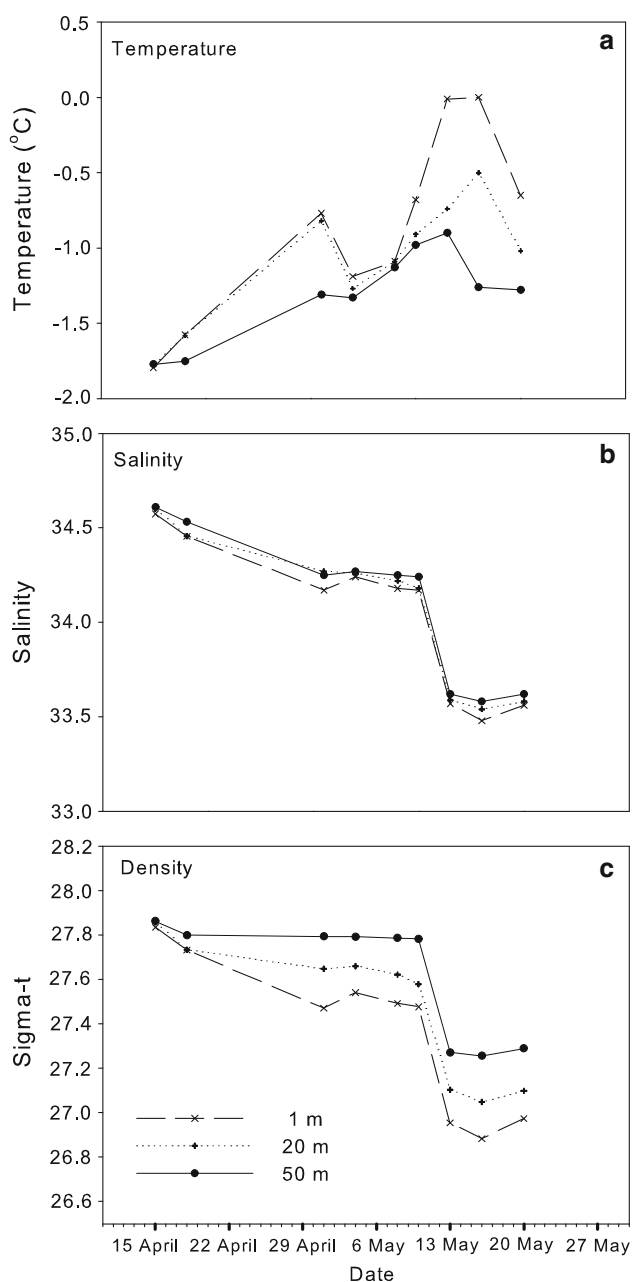 a
Temperature
Temperature (°C)
0.5
0.0
-0.5
-1.0
-1.5
-2.0
b
Salinity
Salinity
35.0
34.5
34.0
33.5
33.0
c
Density
Sigma-t
28.2
28.0
27.8
27.6
27.4
27.2
27.0
26.8
26.6
1 m
20 m
50 m
15 April 22 April 29 April 6 May 13 May 20 May 27 May
Date